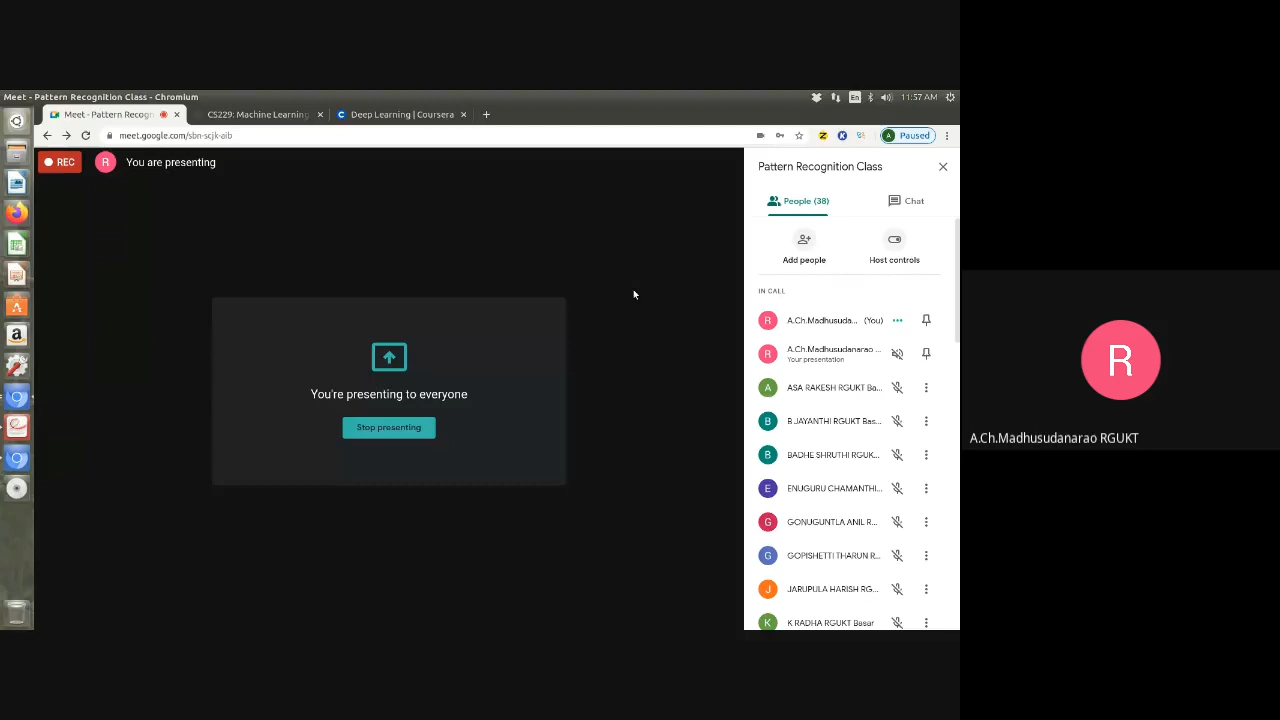 Meet - Pattern Recognition Class - Chromium
En
11:57 AM
Meet - Pattern Recogn
CS229: Machine Learning
Deep Learning | Coursera
meet.google.com/sbn-scjk-aib
A
Paused
REC
R
You are presenting
You're presenting to everyone
Stop presenting
Pattern Recognition Class
People (38)
Chat
Add people
Host controls
IN CALL
R A.Ch.Madhusuda... (You)
R A.Ch.Madhusudanarao ...
Your presentation
A ASA RAKESH RGUKT Ba...
B B JAYANTHI RGUKT Bas...
B BADHE SHRUTHI RGUK...
E ENUGURU CHAMANTHI...
G GONUGUNTLA ANIL R...
G GOPISHETTI THARUN R...
J JARUPULA HARISH RG...
K K RADHA RGUKT Basar
R
A.Ch.Madhusudanarao RGUKT